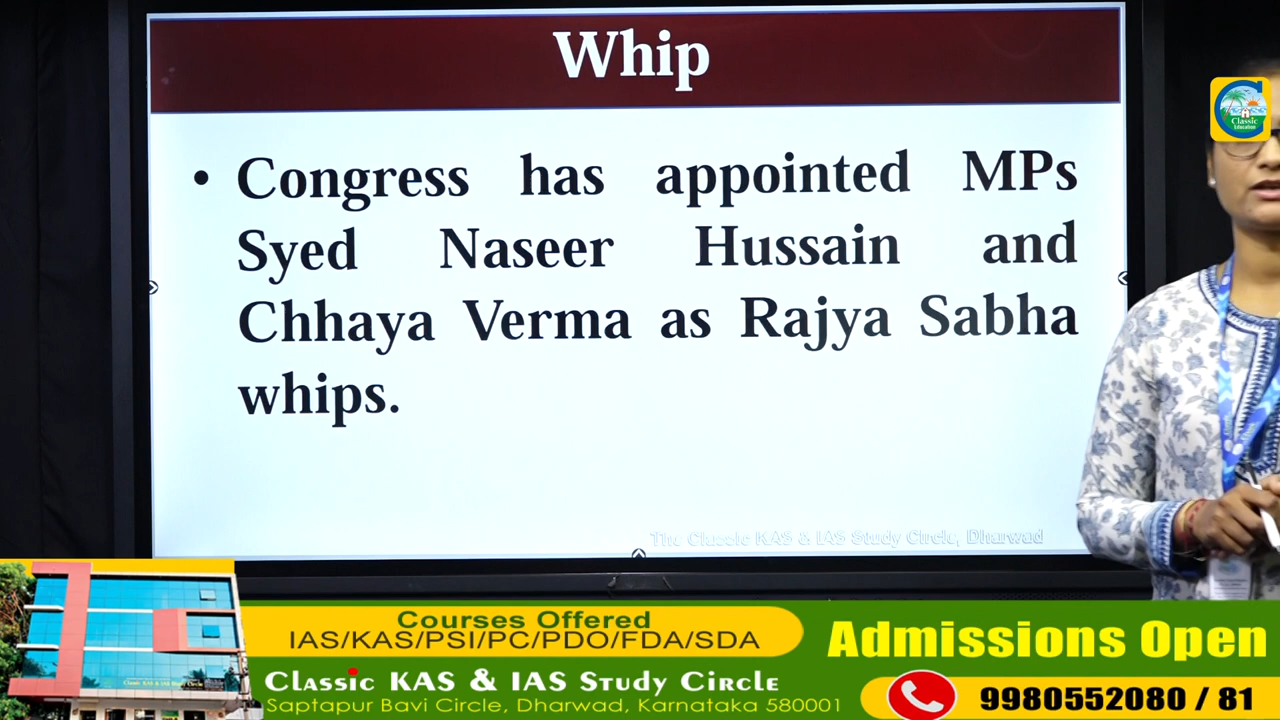 Whip
Classic
Education
• Congress has appointed MPs
Syed Naseer Hussain and
Chhaya Verma as Rajya Sabha
whips.
The Classic KAS & IAS Study Circle, Dharwad
Courses Offered
IAS/KAS/PSI/PC/PDO/FDA/SDA
Classic KAS & IAS Study Circle
Saptapur Bavi Circle, Dharwad, Karnataka 580001
Admissions Open
9980552080 / 81